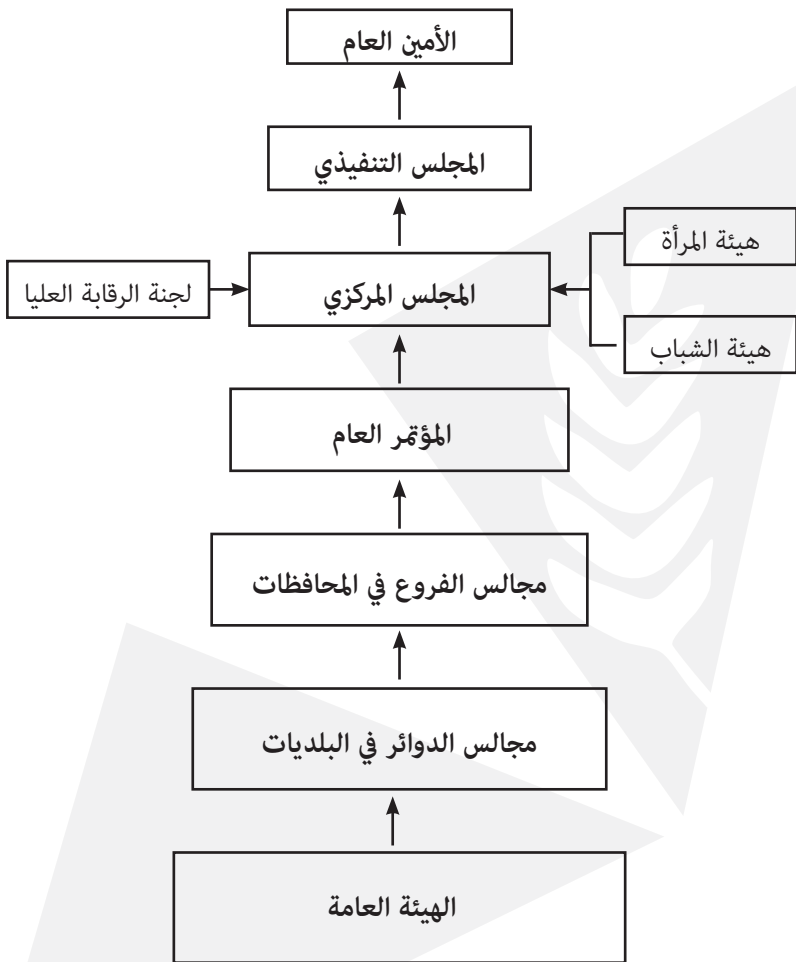 الأمين العام
المجلس التنفيذي
هيئة المرأة
المجلس المركزي
لجنة الرقابة العليا
هيئة الشباب
المؤتمر العام
مجالس الفروع في المحافظات
مجالس الدوائر في البلديات
الهيئة العامة